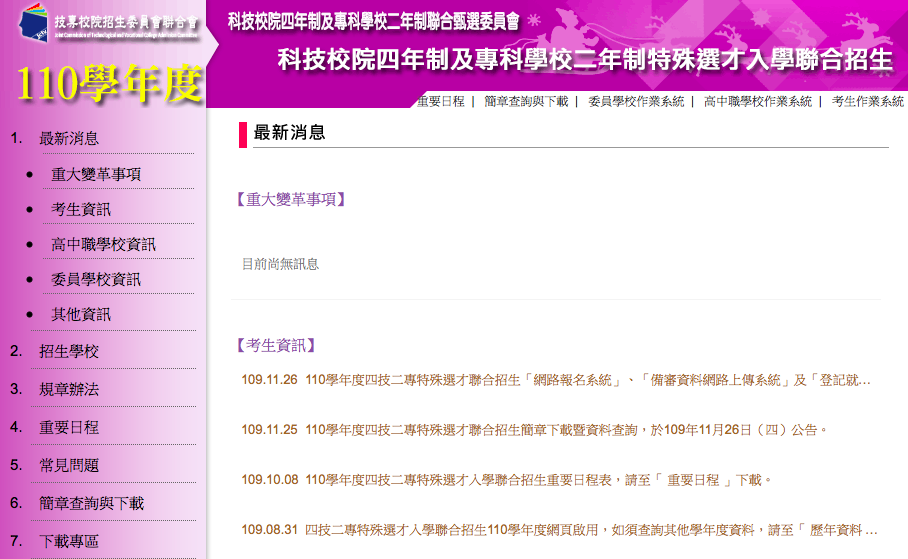 技專校院招生委員會聯合會
Joint Commission of Technological and Vocational College Admission Committee
110學年度
科技校院四年制及專科學校二年制聯合甄選委員會
科技校院四年制及專科學校二年制特殊選才入學聯合招生
重要日程 | 簡章查詢與下載 | 委員學校作業系統 | 高中職學校作業系統 | 考生作業系統
1. 最新消息
• 重大變革事項
• 考生資訊
• 高中職學校資訊
• 委員學校資訊
• 其他資訊
2. 招生學校
3. 規章辦法
4. 重要日程
5. 常見問題
6. 簡章查詢與下載
7. 下載專區
最新消息
【重大變革事項】
目前尚無訊息
【考生資訊】
109.11.26 110學年度四技二專特殊選才聯合招生「網路報名系統」、「備審資料網路上傳系統」及「登記就...
109.11.25 110學年度四技二專特殊選才聯合招生簡章下載暨資料查詢，於109年11月26日（四）公告。
109.10.08 110學年度四技二專特殊選才入學聯合招生重要日程表，請至「 重要日程 」下載。
109.08.31 四技二專特殊選才入學聯合招生110學年度網頁啟用，如須查詢其他學年度資料，請至「 歷年資料 ...